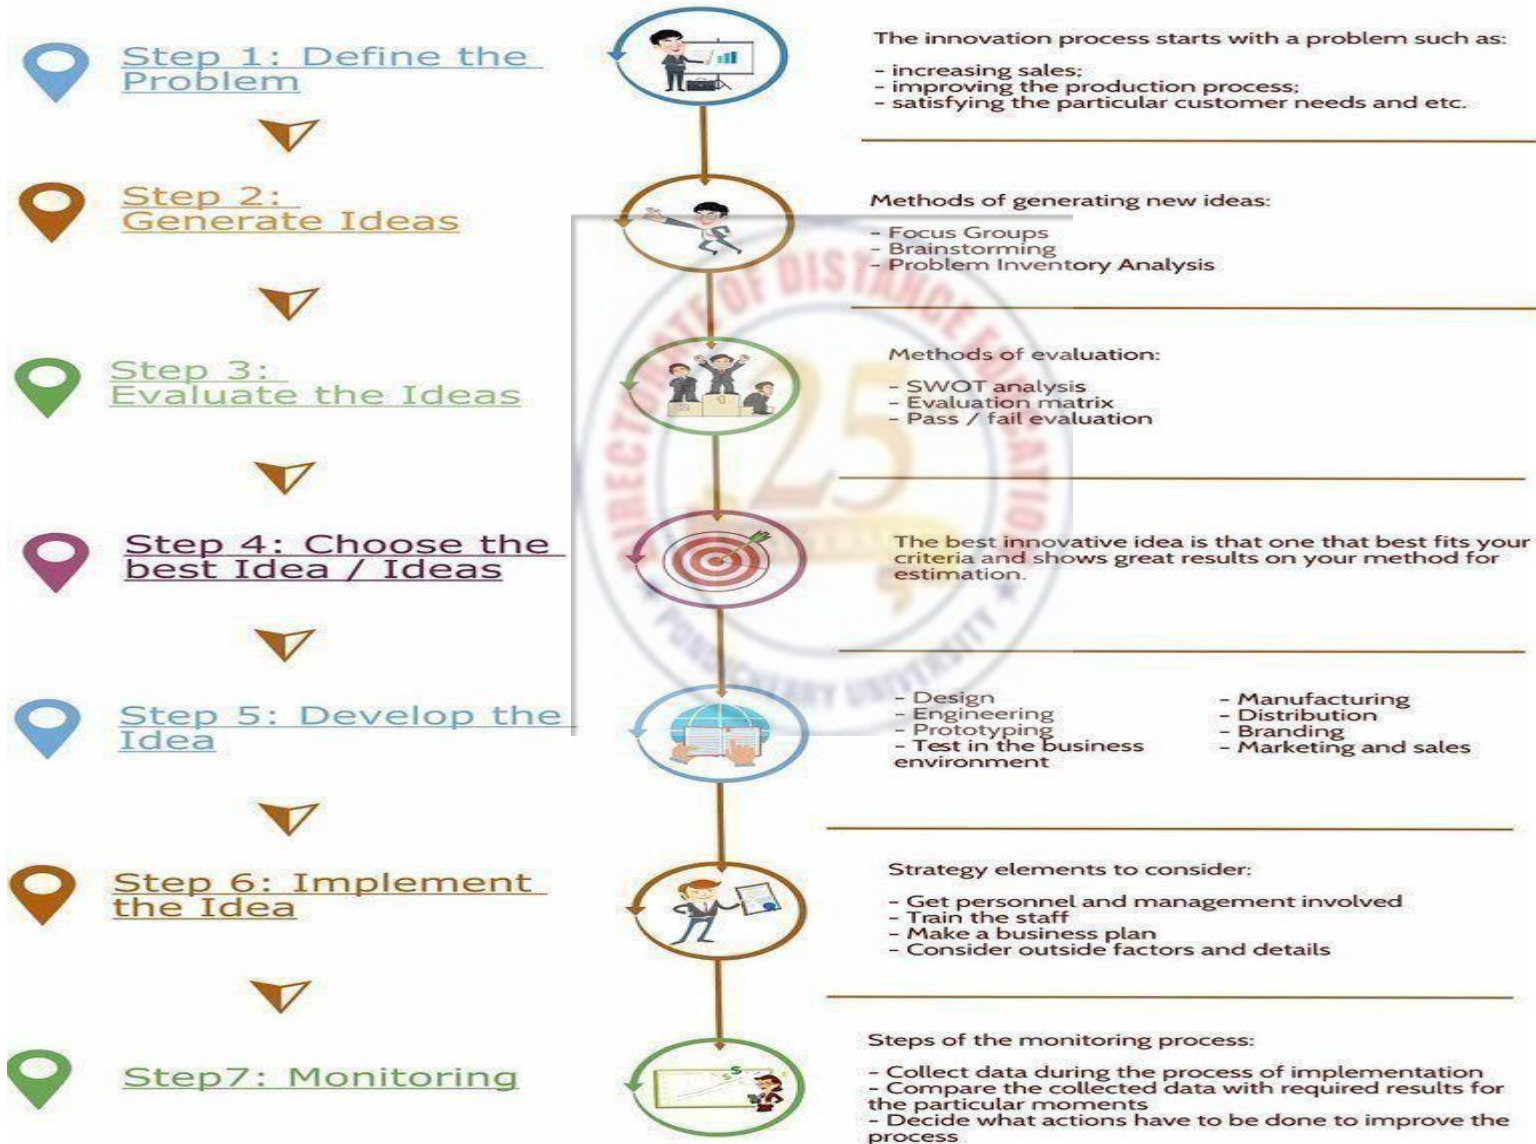 Step 1: Define the
Problem
The innovation process starts with a problem such as:
- increasing sales;
- improving the production process;
- satisfying the particular customer needs and etc.
Step 2:
Generate Ideas
Methods of generating new ideas:
- Focus Groups
- Brainstorming
- Problem Inventory Analysis
Step 3:
Evaluate the Ideas
Methods of evaluation:
- SWOT analysis
- Evaluation matrix
- Pass / fail evaluation
Step 4: Choose the
best Idea / Ideas
The best innovative idea is that one that best fits your
criteria and shows great results on your method for
estimation.
Step 5: Develop the
Idea
- Design
- Engineering
- Prototyping
- Test in the business
environment
- Manufacturing
- Distribution
- Branding
- Marketing and sales
Step 6: Implement
the Idea
Strategy elements to consider:
- Get personnel and management involved
- Train the staff
- Make a business plan
- Consider outside factors and details
Step7: Monitoring
Steps of the monitoring process:
- Collect data during the process of implementation
- Compare the collected data with required results for
the particular moments
- Decide what actions have to be done to improve the
process
DIRECTORATE OF DISTANCE EDUCATION
25
PONDICHERRY UNIVERSITY